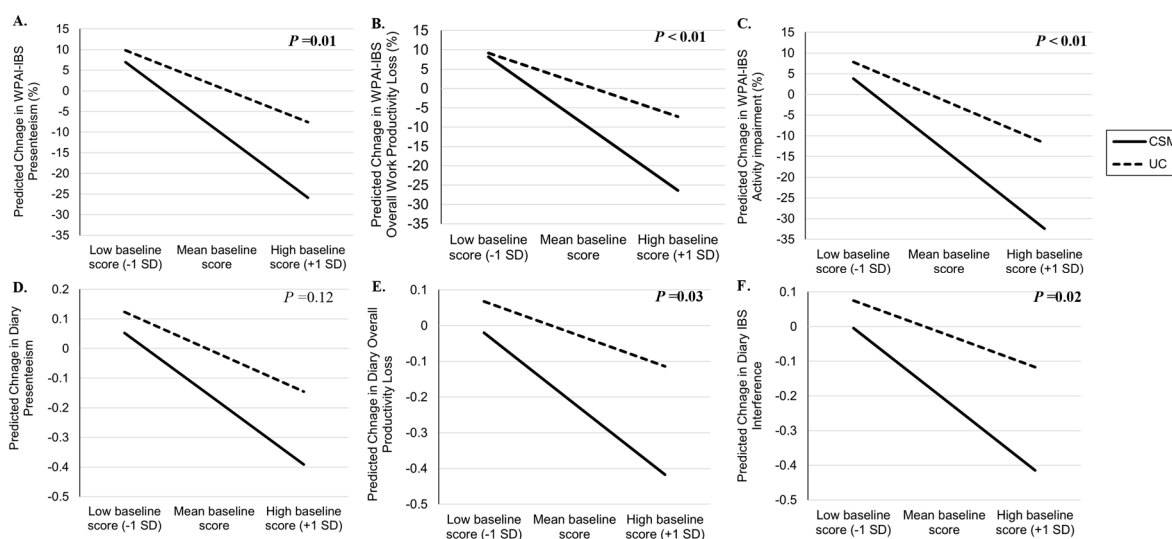 A.
P =0.01
Predicted Chnage in WPAI-IBS
Presenteeism (%)
15
10
5
0
-5
-10
-15
-20
-25
-30
-35
Low baseline
score (-1 SD)
Mean baseline
score
High baseline
score (+1 SD)
B.
P < 0.01
Predicted Chnage in WPAI-IBS
Overall Work Productivity Loss (%)
15
10
5
0
-5
-10
-15
-20
-25
-30
-35
Low baseline
score (-1 SD)
Mean baseline
score
High baseline
score (+1 SD)
C.
P < 0.01
Predicted Chnage in WPAI-IBS
Activity impairment (%)
15
10
5
0
-5
-10
-15
-20
-25
-30
-35
Low baseline
score (-1 SD)
Mean baseline
score
High baseline
score (+1 SD)
CSM
UC
D.
P =0.12
Predicted Chnage in Diary
Presenteeism
0.2
0.1
0
-0.1
-0.2
-0.3
-0.4
-0.5
Low baseline
score (-1 SD)
Mean baseline
score
High baseline
score (+1 SD)
E.
P =0.03
Predicted Chnage in Diary Overall
Productivity Loss
0.1
0
-0.1
-0.2
-0.3
-0.4
-0.5
Low baseline
score (-1 SD)
Mean baseline
score
High baseline
score (+1 SD)
F.
P =0.02
Predicted Chnage in Diary IBS
Interference
0.1
0
-0.1
-0.2
-0.3
-0.4
-0.5
Low baseline
score (-1 SD)
Mean baseline
score
High baseline
score (+1 SD)